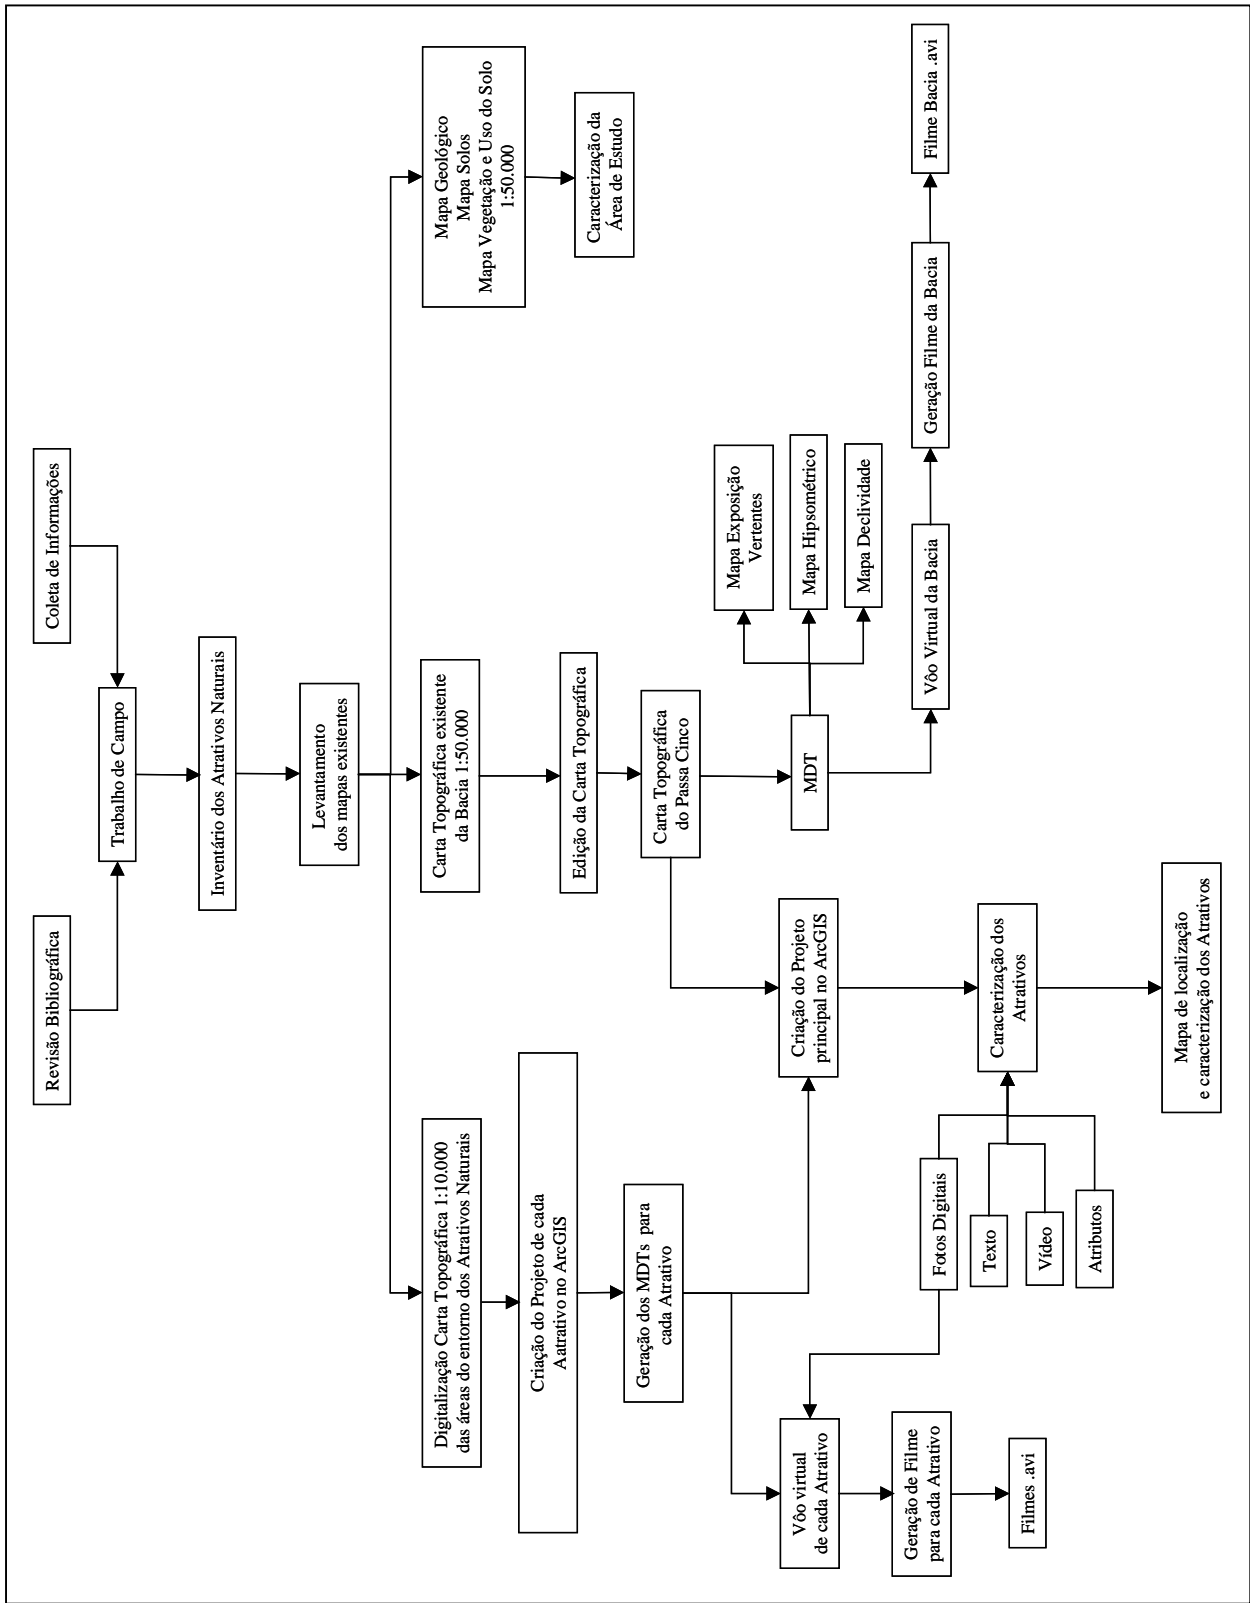 Revisão Bibliográfica
Coleta de Informações
Trabalho de Campo
Inventário dos Atrativos Naturais
Levantamento
dos mapas existentes
Digitalização Carta Topográfica 1:10.000
das áreas do entorno dos Atrativos Naturais
Carta Topográfica existente
da Bacia 1:50.000
Mapa Geológico
Mapa Solos
Mapa Vegetação e Uso do Solo
1:50.000
Criação do Projeto de cada
Aatrativo no ArcGIS
Edição da Carta Topográfica
Caracterização da
Área de Estudo
Geração dos MDTs para
cada Atrativo
Carta Topográfica
do Passa Cinco
Mapa Exposição
Vertentes
Mapa Hipsométrico
Mapa Declividade
Vôo virtual
de cada Atrativo
Criação do Projeto
principal no ArcGIS
MDT
Geração de Filme
para cada Atrativo
Fotos Digitais
Texto
Vídeo
Atributos
Vôo Virtual da Bacia
Geração Filme da Bacia
Filme Bacia .avi
Filmes .avi
Caracterização dos
Atrativos
Mapa de localização
e caracterização dos Atrativos